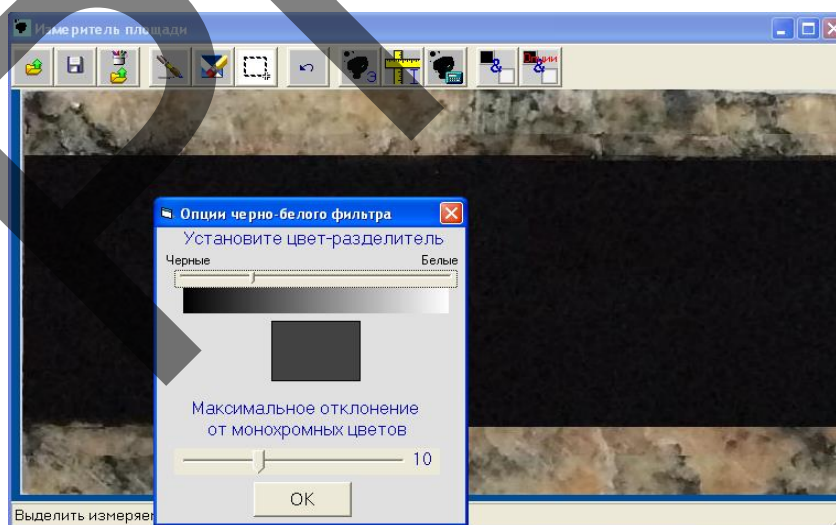 Измеритель площади
Э
&
Опции
&
Опции черно-белого фильтра
Установите цвет-разделитель
Черные
Белые
Максимальное отклонение
от монохромных цветов
10
OK
Выделить